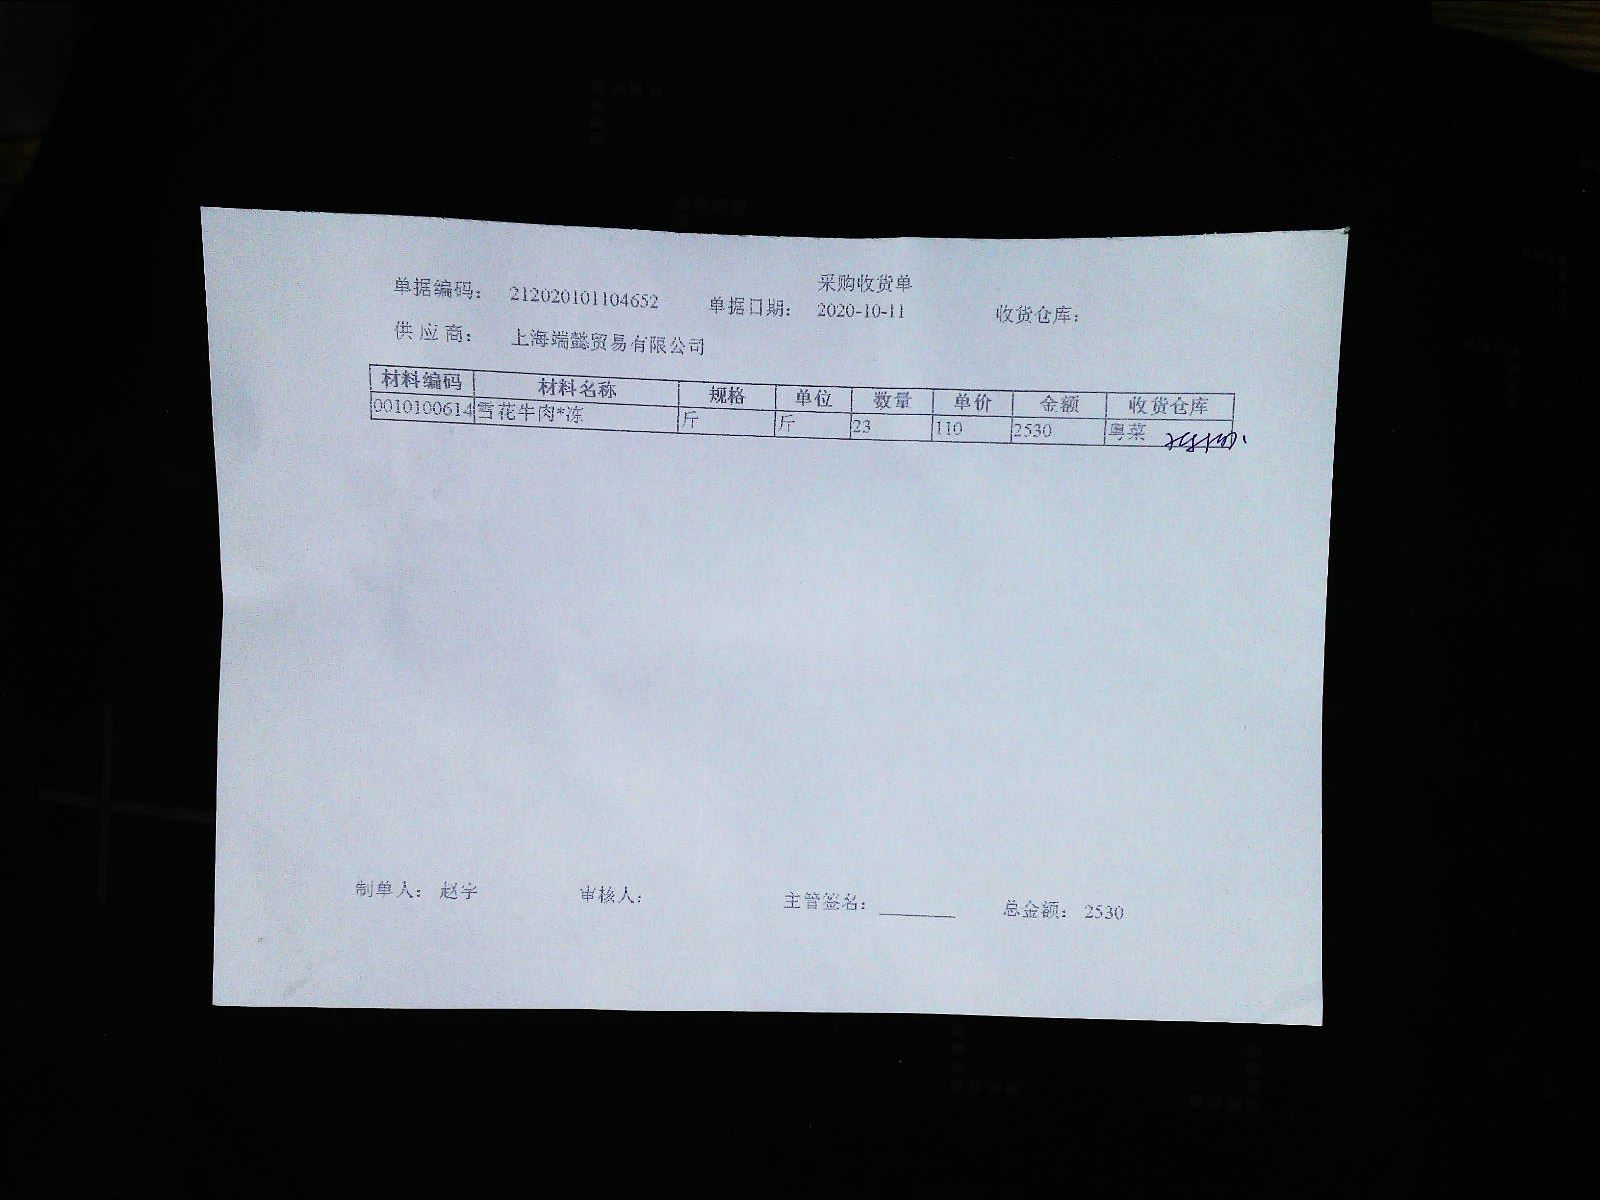 采购收货单
单据编码: 212020101104652 单据日期: 2020-10-11 收货仓库:
供应商: 上海端懿贸易有限公司
材料编码 材料名称 规格 单位 数量 单价 金额 收货仓库
0010100614 雪花牛肉*冻 斤 斤 23 110 2530 粤菜
制单人: 赵宇 审核人: 主管签名: 总金额: 2530